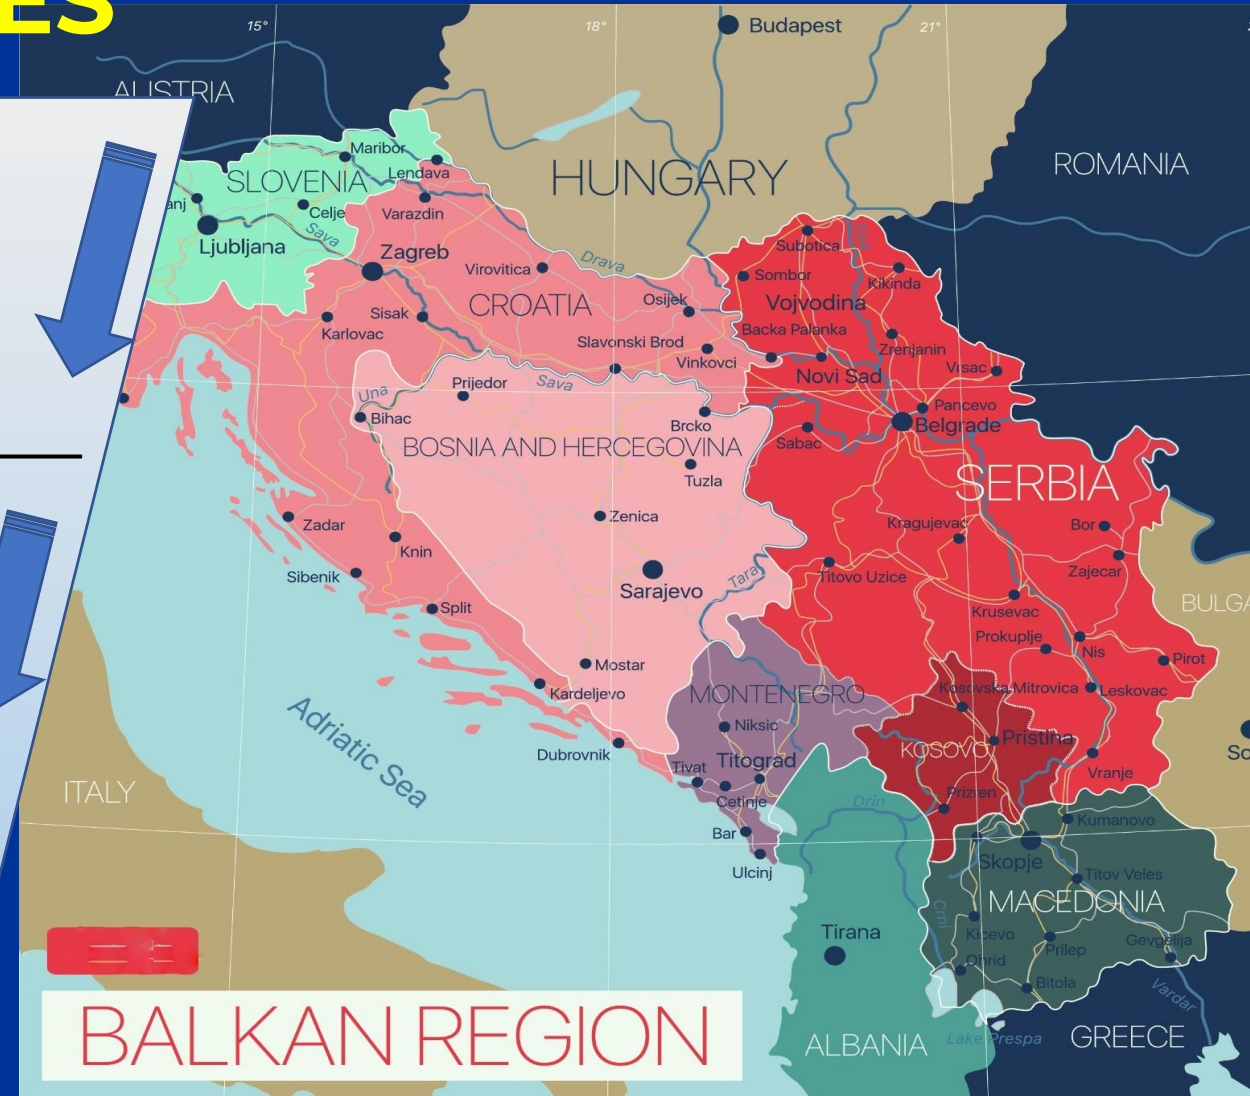 ES
15°
18°
21°
Budapest
AUSTRIA
HUNGARY
ROMANIA
Maribor
Lendava
SLOVENIA
anj
Celje
Varazdin
Ljubljana
Sava
Zagreb
Virovitica
Drava
Subotica
Sombor
Kikinda
CROATIA
Osijek
Vojvodina
Sisak
Karlovac
Backa Palanka
Slavonski Brod
Zrenjanin
Vinkovci
Novi Sad
Vrsac
Una
Prijedor
Sava
Bihac
Brcko
Pancevo
Belgrade
Sabac
BOSNIA AND HERCEGOVINA
Tuzla
SERBIA
Zadar
Zenica
Kragujevac
Bor
Knin
Zajecar
Sibenik
Sarajevo
Tara
Titovo Uzice
Split
Krusevac
BULGA
Prokuplje
Nis
Pirot
Mostar
Kardeljevo
MONTENEGRO
Kosovska Mitrovica
Leskovac
Adriatic Sea
Niksic
Pristina
KOSOVO
Dubrovnik
Titograd
So
Tivat
Vranje
ITALY
Cetinje
Prizren
Drin
Bar
Kumanovo
Ulcinj
Skopje
Titov Veles
MACEDONIA
Crni
Tirana
Kicevo
Prilep
Gevgelija
Ohrid
Bitola
Vardar
BALKAN REGION
ALBANIA
Lake Prespa
GREECE